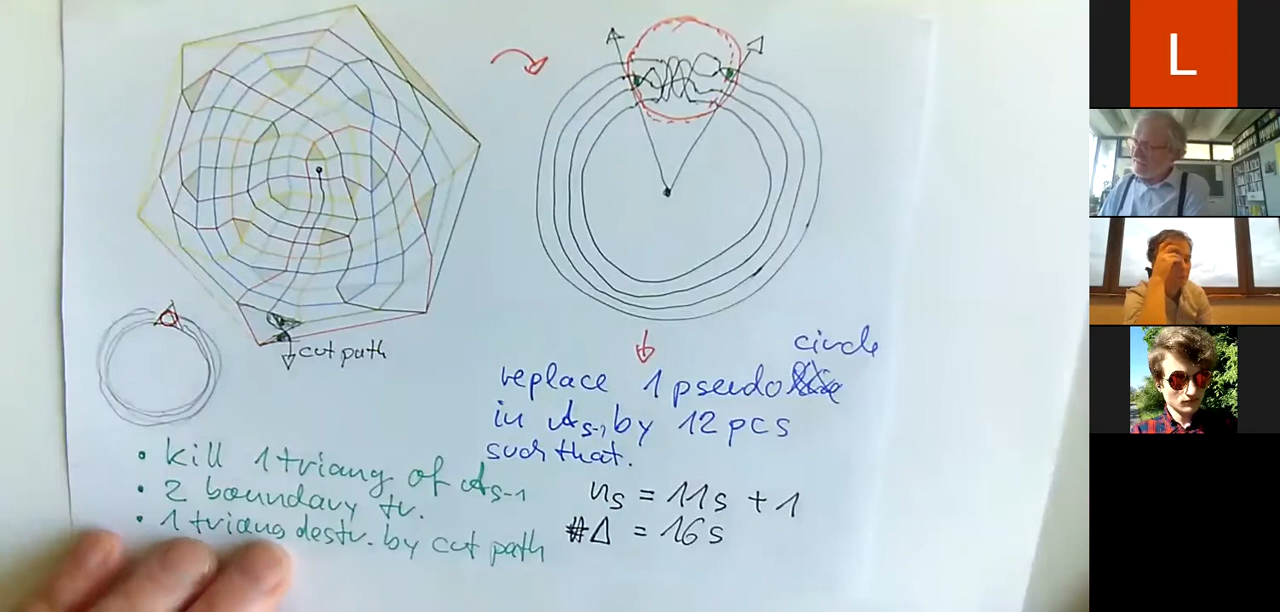 cut path
circle
replace 1 pseudo
in As-1 by 12 pcs
such that.
• kill 1 triang of As-1
• 2 boundary tr.
• 1 triang destr. by cut path
ns = 11s + 1
#Δ = 16s
L